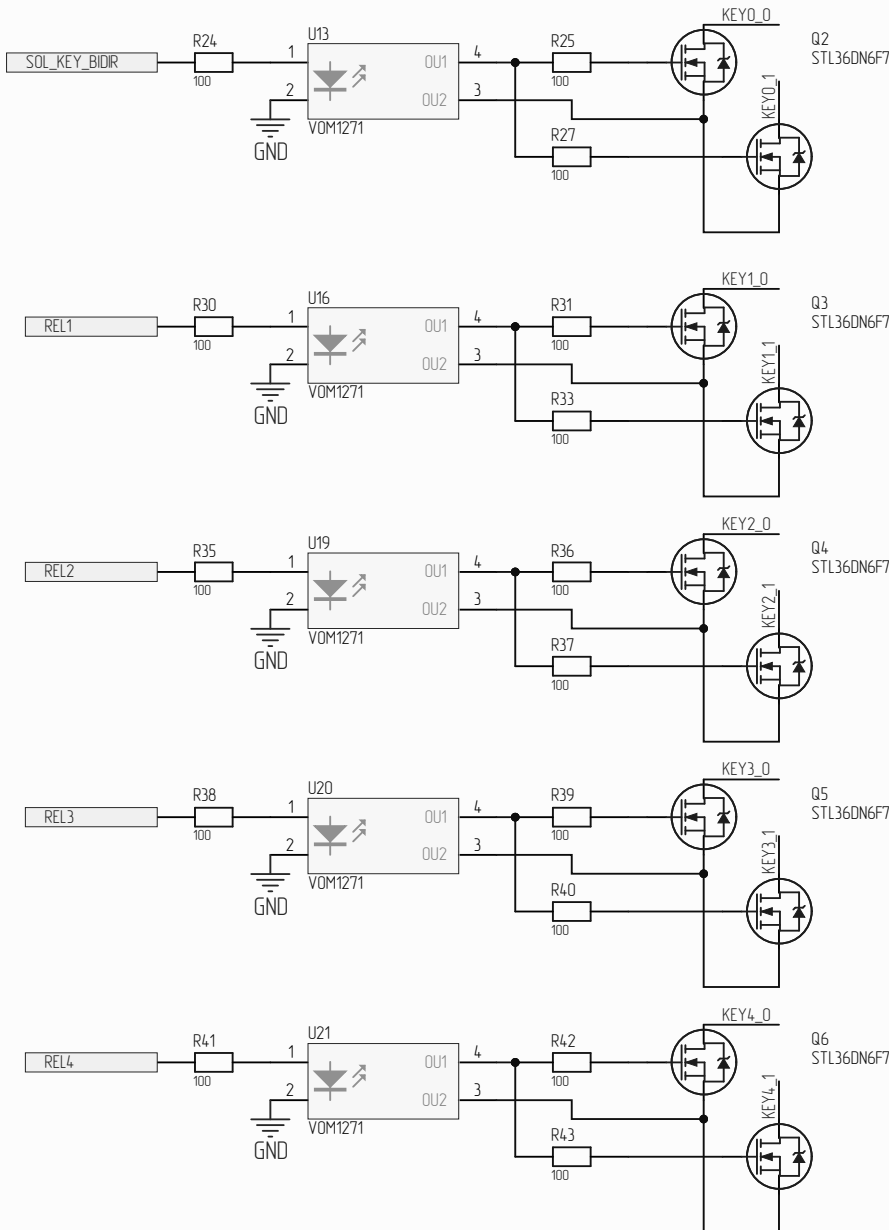 KEY0_0
SOL_KEY_BIDIR
R24
100
1
2
GND
U13
OU1
OU2
VOM1271
4
3
R25
100
R27
100
KEY0_1
Q2
STL36DN6F7
KEY1_0
REL1
R30
100
1
2
GND
U16
OU1
OU2
VOM1271
4
3
R31
100
R33
100
KEY1_1
Q3
STL36DN6F7
KEY2_0
REL2
R35
100
1
2
GND
U19
OU1
OU2
VOM1271
4
3
R36
100
R37
100
KEY2_1
Q4
STL36DN6F7
KEY3_0
REL3
R38
100
1
2
GND
U20
OU1
OU2
VOM1271
4
3
R39
100
R40
100
KEY3_1
Q5
STL36DN6F7
KEY4_0
REL4
R41
100
1
2
GND
U21
OU1
OU2
VOM1271
4
3
R42
100
R43
100
KEY4_1
Q6
STL36DN6F7